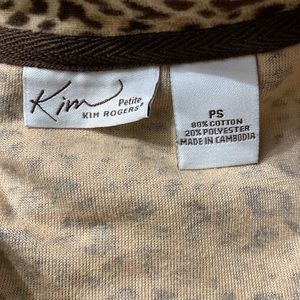 Kim
Petite
KIM ROGERS®
PS
80% COTTON
20% POLYESTER
MADE IN CAMBODIA